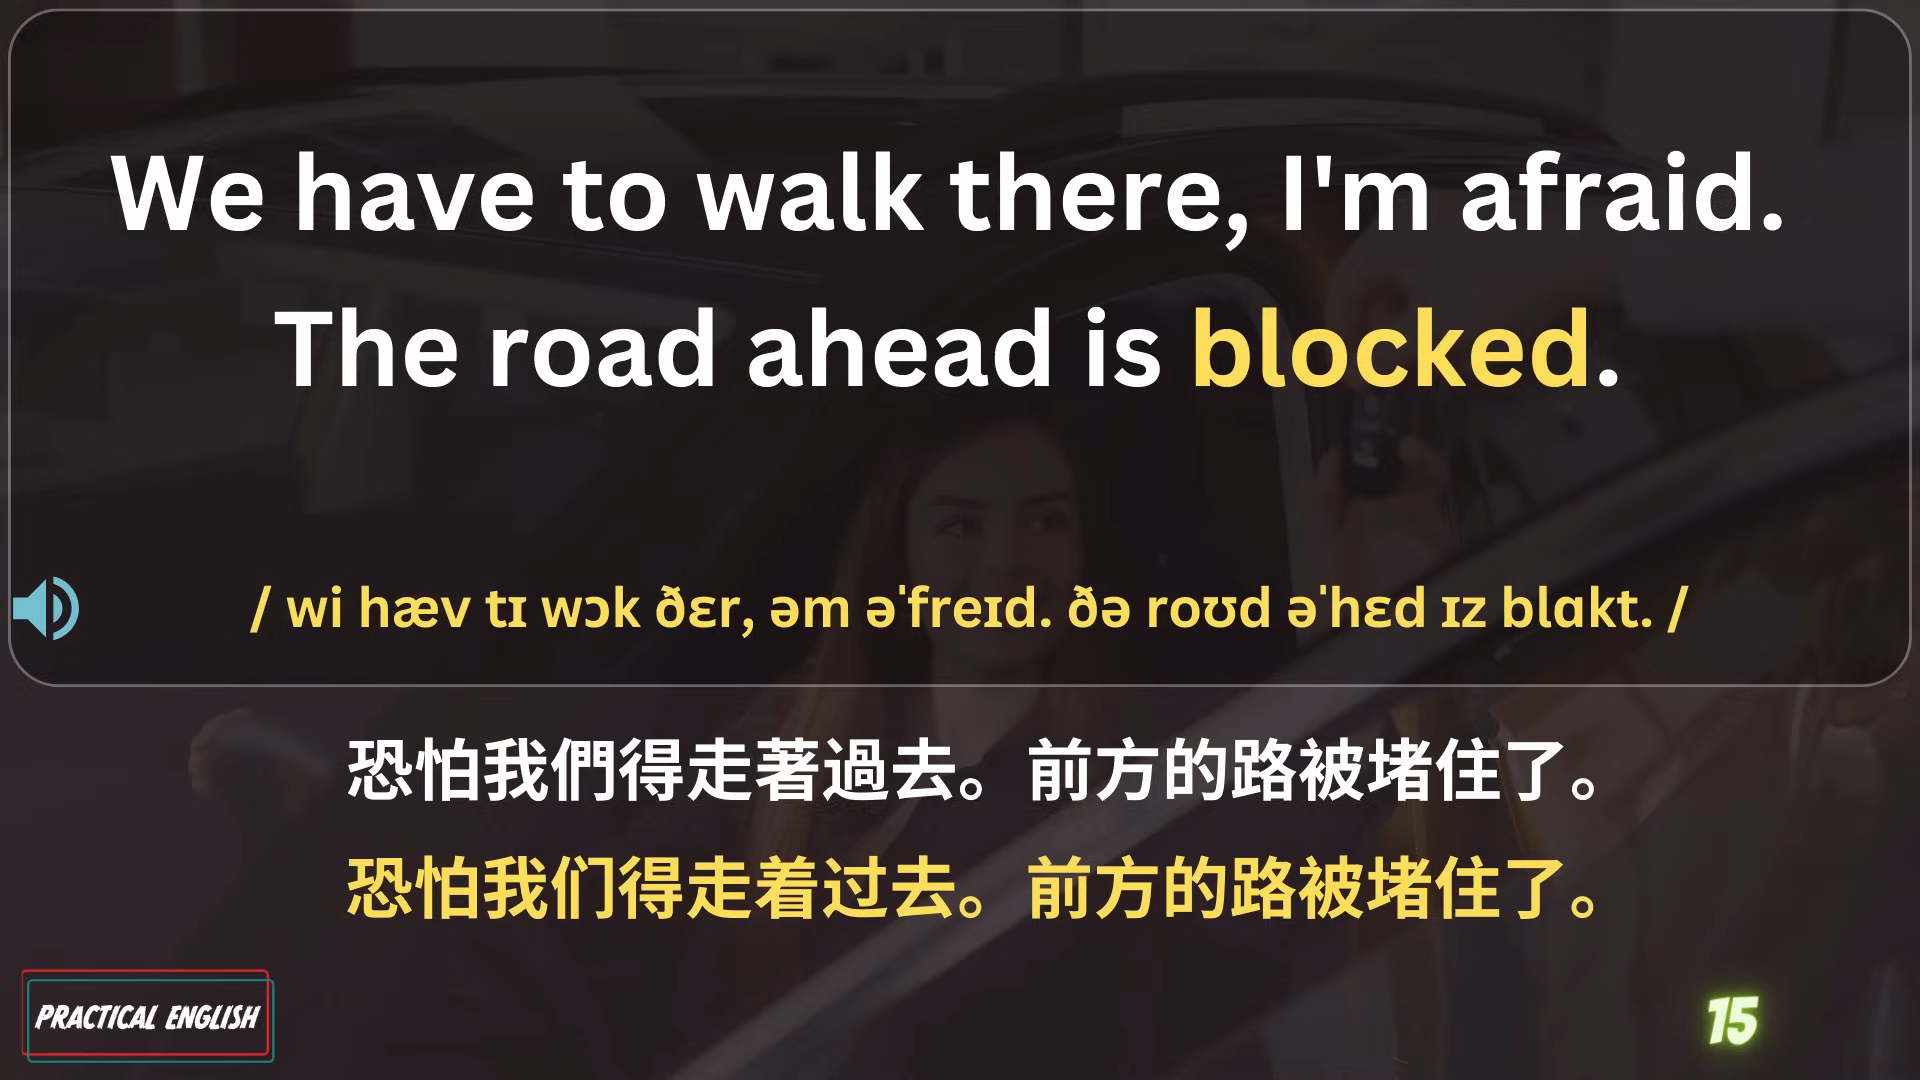 We have to walk there, I'm afraid.
The road ahead is blocked.
/ wi hæv tɪ wɔk ðɛr, əm əˈfreɪd. ðə roʊd əˈhɛd ɪz blɑkt. /
恐怕我們得走著過去。前方的路被堵住了。
恐怕我们得走着过去。前方的路被堵住了。
PRACTICAL ENGLISH
15